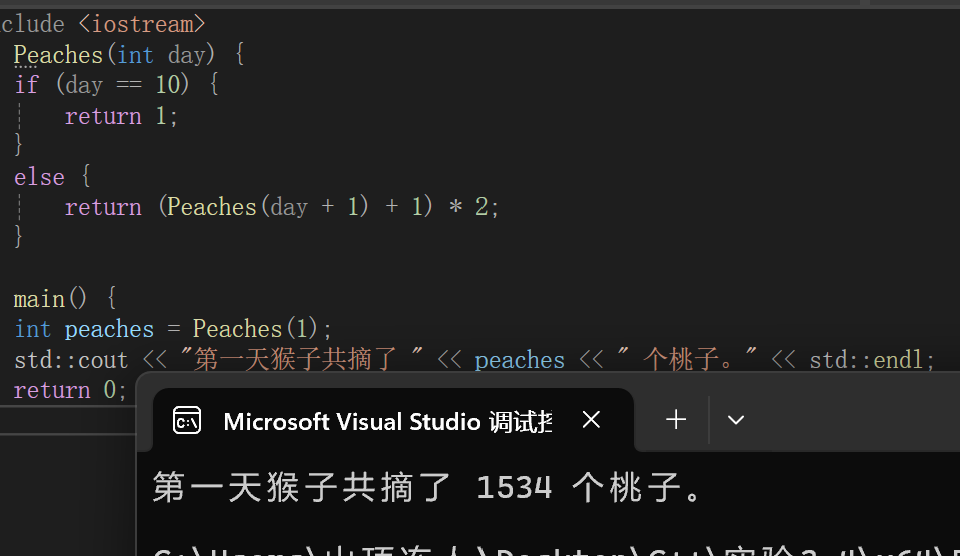 clude <iostream>
Peaches(int day) {
if (day == 10) {
return 1;
}
else {
return (Peaches(day + 1) + 1) * 2;
}
main() {
int peaches = Peaches(1);
std::cout << "第一天猴子共摘了 " << peaches << " 个桃子。" << std::endl;
return 0;
Microsoft Visual Studio 调试控
第一天猴子共摘了 1534 个桃子。